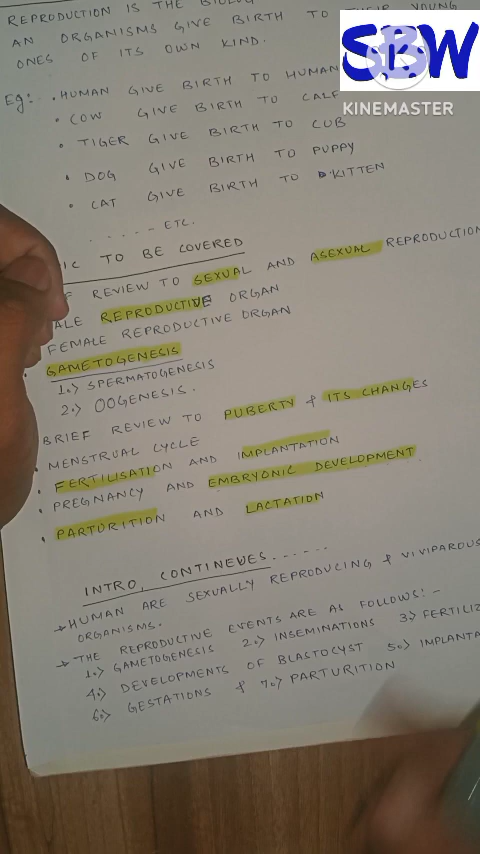 REPRODUCTION IS THE
AN ORGANISMS GIVE BIRTH TO THEIR YOUNG
ONES OF ITS OWN KIND.
SBW
KINEMASTER
Eg:- • HUMAN GIVE BIRTH TO HUMAN
• COW GIVE BIRTH TO CALF
• TIGER GIVE BIRTH TO CUB
• DOG GIVE BIRTH TO PUPPY
• CAT GIVE BIRTH TO KITTEN
..... ETC.
IC TO BE COVERED
F REVIEW TO SEXUAL AND ASEXUAL REPRODUCTION
ALE REPRODUCTIVE ORGAN
FEMALE REPRODUCTIVE ORGAN
• GAMETOGENESIS
1.) SPERMATOGENESIS
2.) OOGENESIS.
BRIEF REVIEW TO PUBERTY & ITS CHANGES
• MENSTRUAL CYCLE
• FERTILISATION AND IMPLANTATION
• PREGNANCY AND EMBRYONIC DEVELOPMENT
• PARTURITION AND LACTATION
INTRO, CONTINEUES......
→ HUMAN ARE SEXUALLY REPRODUCING & VIVIPAROUS
ORGANISMS.
→ THE REPRODUCTIVE EVENTS ARE AS FOLLOWS:-
1.) GAMETOGENESIS 2.) INSEMINATIONS 3.) FERTILIZ
4.) DEVELOPMENTS OF BLASTOCYST 5.) IMPLANTA
6.) GESTATIONS & 7.) PARTURITION